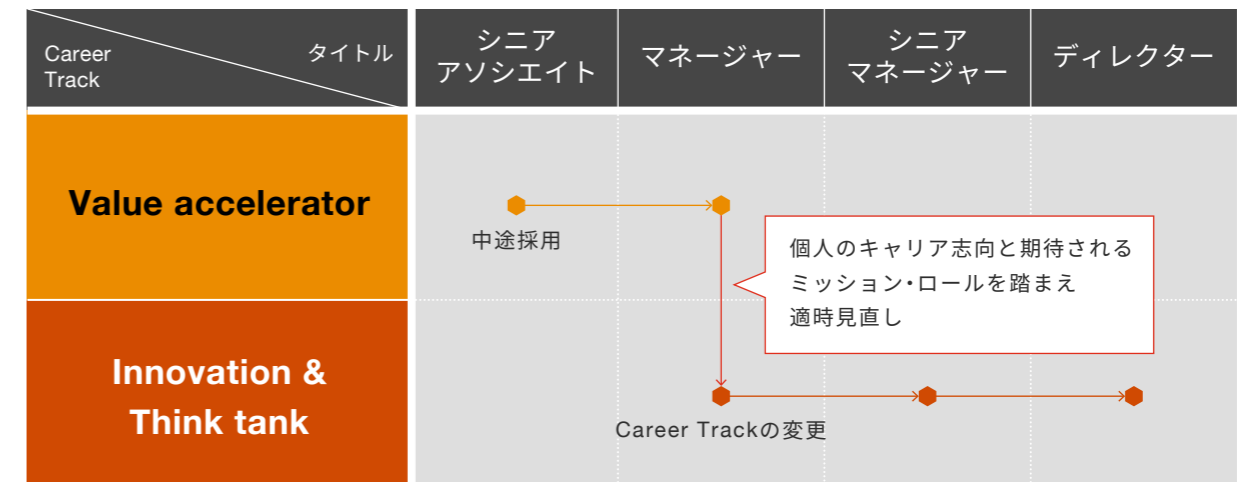 Career
Track
タイトル
シニア
アソシエイト
マネージャー
シニア
マネージャー
ディレクター
Value accelerator
中途採用
個人のキャリア志向と期待される
ミッション・ロールを踏まえ
適時見直し
Innovation &
Think tank
Career Trackの変更